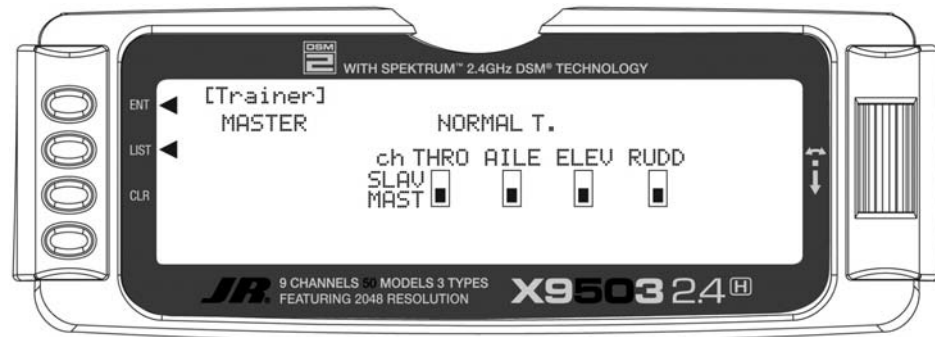 DSM
2
WITH SPEKTRUM™ 2.4GHz DSM® TECHNOLOGY
ENT
LIST
CLR
[Trainer]
MASTER NORMAL T.
ch THRO AILE ELEV RUDD
SLAV
MAST
JR® 9 CHANNELS 50 MODELS 3 TYPES
FEATURING 2048 RESOLUTION
X9503 2.4 H